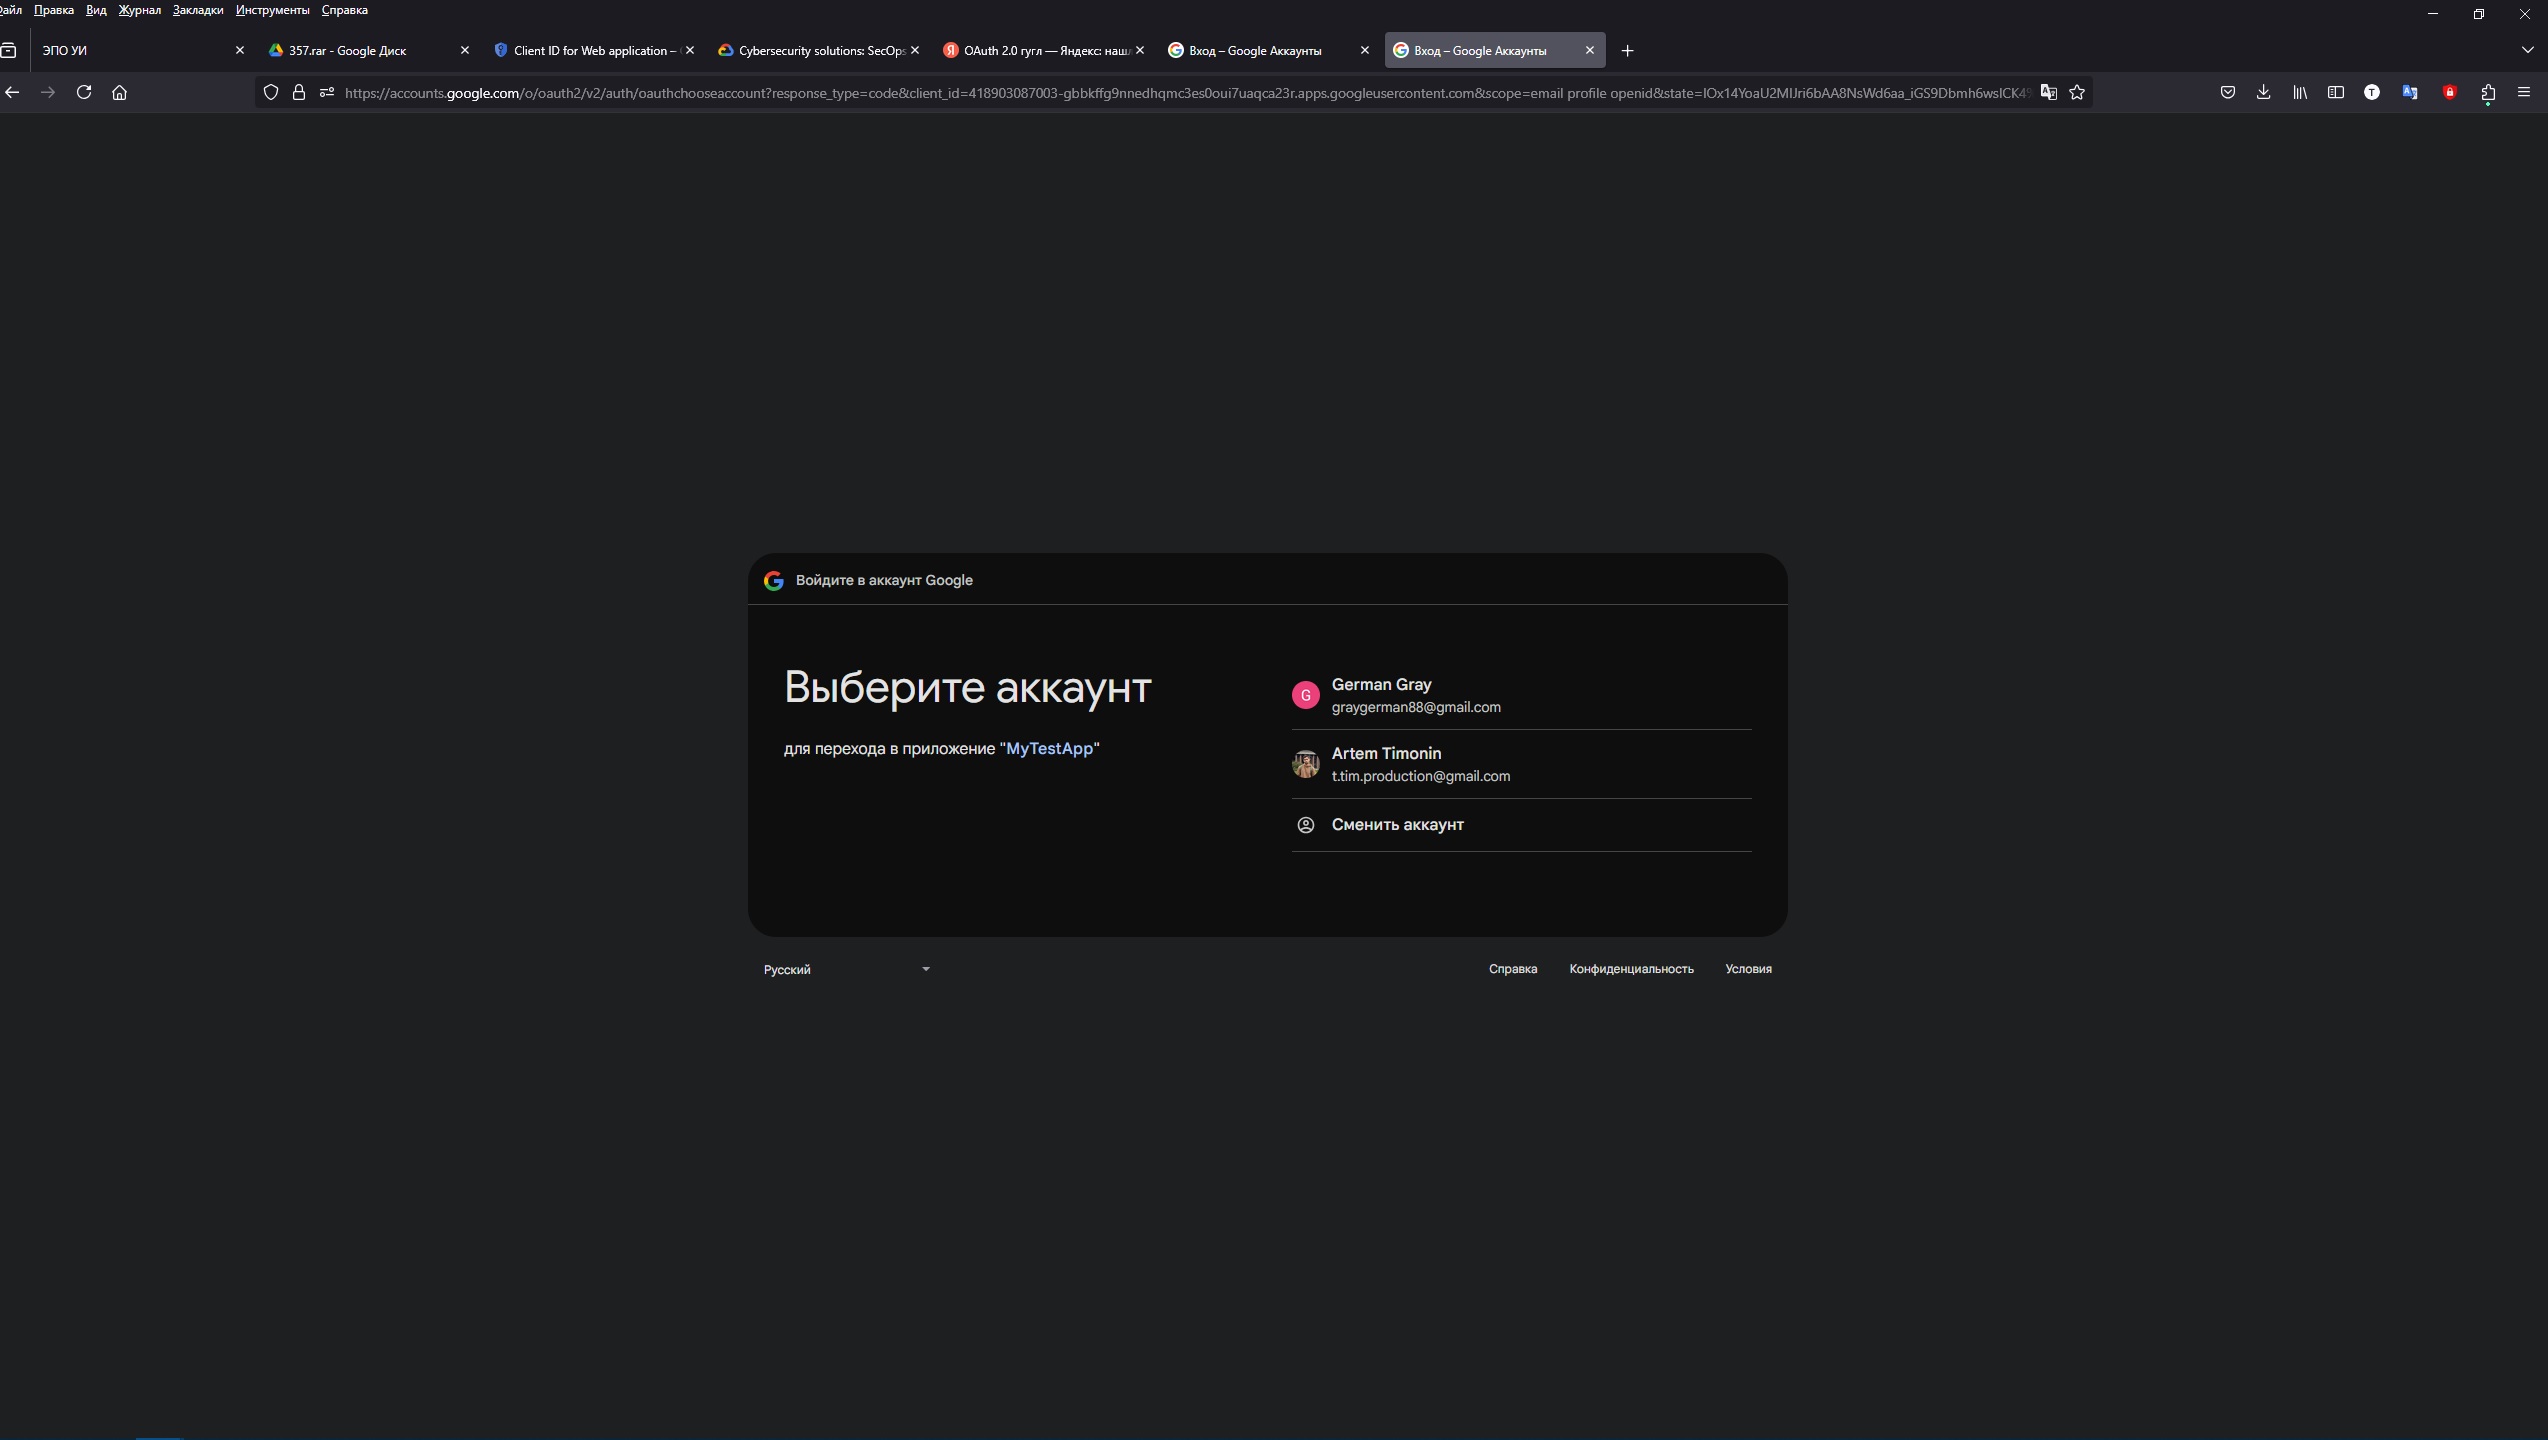 Файл Правка Вид Журнал Закладки Инструменты Справка
ЭПО УИ
357.rar - Google Диск
Client ID for Web application –
Cybersecurity solutions: SecOps
OAuth 2.0 гугл — Яндекс: нашл
Вход – Google Аккаунты
Вход – Google Аккаунты
https://accounts.google.com/o/oauth2/v2/auth/oauthchooseaccount?response_type=code&client_id=418903087003-gbbkffg9nnedhqmc3es0oui7uaqca23r.apps.googleusercontent.com&scope=email profile openid&state=
Войдите в аккаунт Google
Выберите аккаунт
для перехода в приложение "MyTestApp"
G
German Gray
graygerman88@gmail.com
Artem Timonin
t.tim.production@gmail.com
Сменить аккаунт
Русский
Справка Конфиденциальность Условия